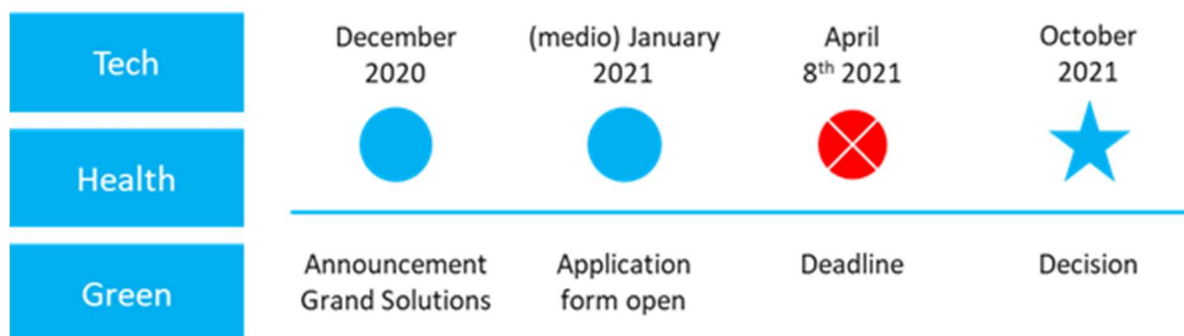 Tech
Health
Green
December
2020
(medio) January
2021
April
8th 2021
October
2021
Announcement
Grand Solutions
Application
form open
Deadline
Decision